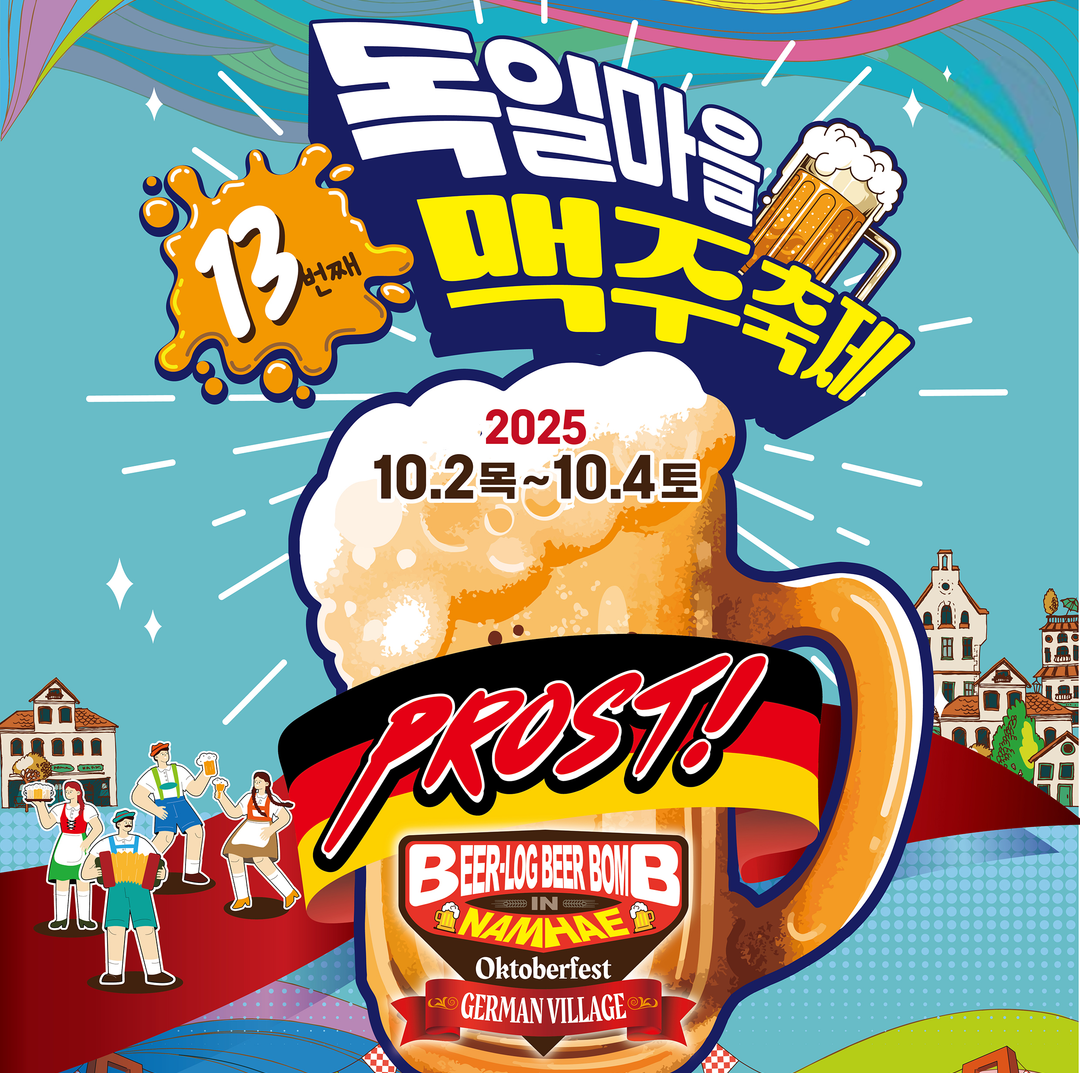 독일마을
맥주축제
13번째
2025
10.2목~10.4토
PROST!
BEER-LOG BEER BOMB
IN
NAMHAE
Oktoberfest
GERMAN VILLAGE